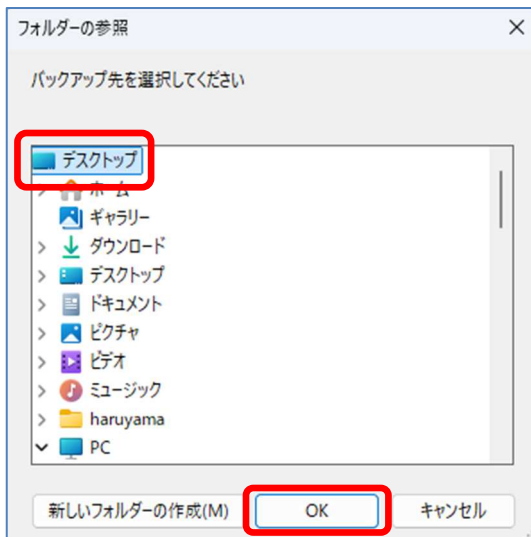 フォルダーの参照
バックアップ先を選択してください
デスクトップ
ホーム
ギャラリー
ダウンロード
デスクトップ
ドキュメント
ピクチャ
ビデオ
ミュージック
haruyama
PC
新しいフォルダーの作成(M) OK キャンセル